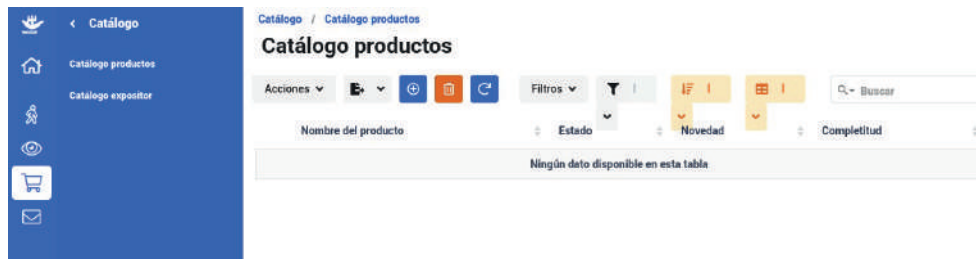 Catálogo
Catálogo productos
Catálogo expositor
Catálogo / Catálogo productos
Catálogo productos
Acciones
Filtros
Buscar
Nombre del producto Estado Novedad Completitud
Ningún dato disponible en esta tabla